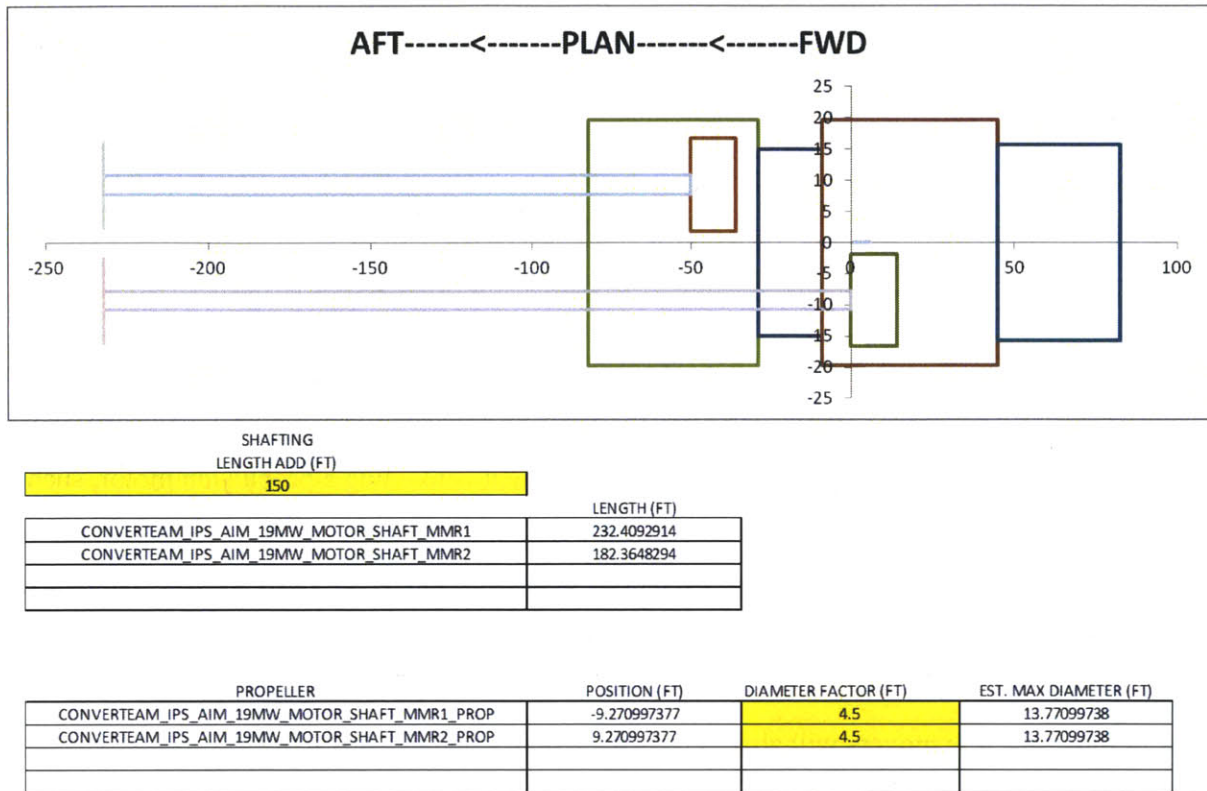 AFT------<-------PLAN-------<-------FWD
25
20
15
10
5
0
-250 -200 -150 -100 -50 0 50 100
-5
-10
-15
-20
-25
SHAFTING
LENGTH ADD (FT)
150
LENGTH (FT)
CONVERTEAM_IPS_AIM_19MW_MOTOR_SHAFT_MMR1 232.4092914
CONVERTEAM_IPS_AIM_19MW_MOTOR_SHAFT_MMR2 182.3648294
PROPELLER POSITION (FT) DIAMETER FACTOR (FT) EST. MAX DIAMETER (FT)
CONVERTEAM_IPS_AIM_19MW_MOTOR_SHAFT_MMR1_PROP -9.270997377 4.5 13.77099738
CONVERTEAM_IPS_AIM_19MW_MOTOR_SHAFT_MMR2_PROP 9.270997377 4.5 13.77099738